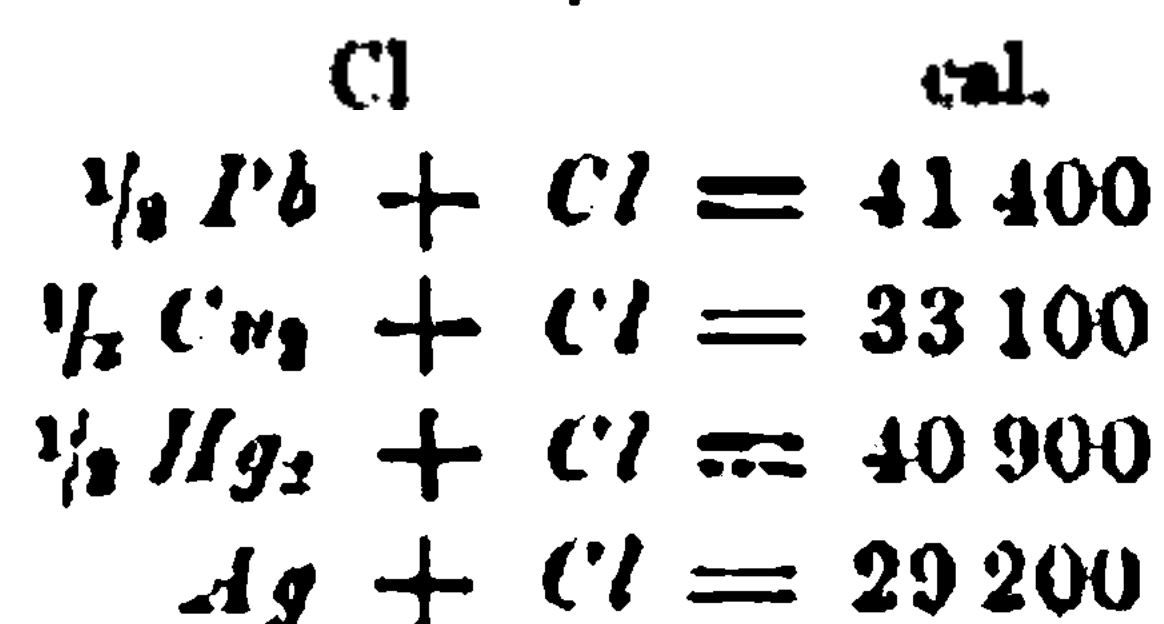 Cl cal.
1/2 Pb + Cl = 41 400
1/2 Cu2 + Cl = 33 100
1/2 Hg2 + Cl = 40 900
Ag + Cl = 29 200